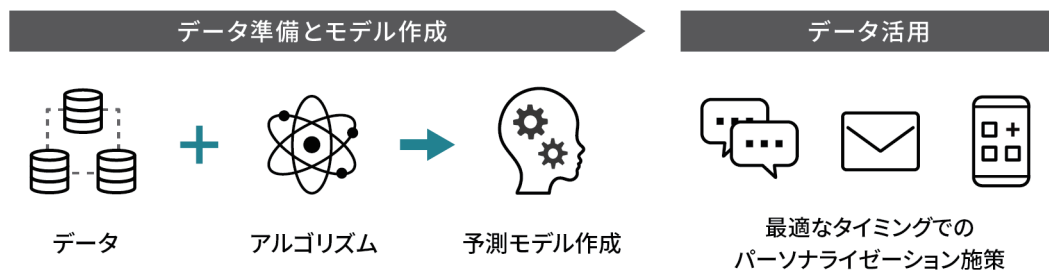 データ準備とモデル作成
データ活用
データ
アルゴリズム
予測モデル作成
最適なタイミングでの
パーソナライゼーション施策